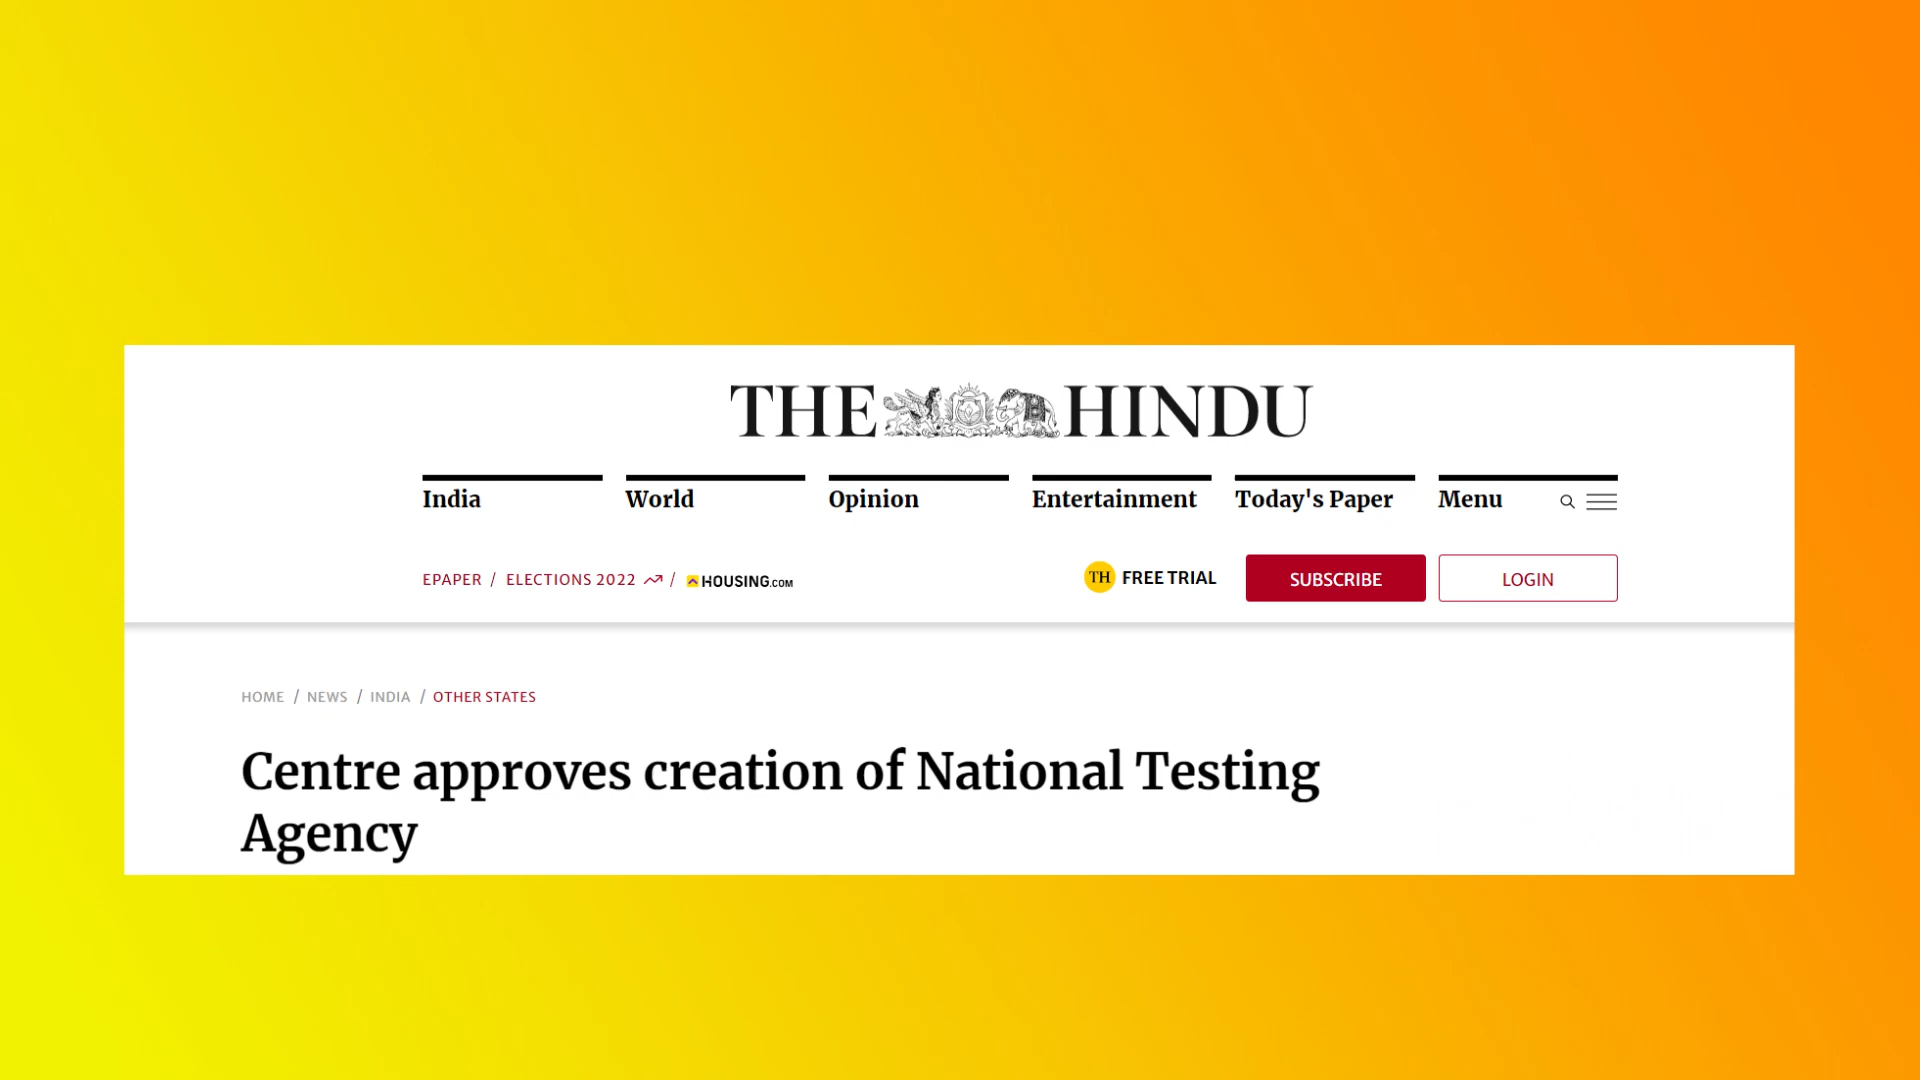 THE HINDU
India World Opinion Entertainment Today's Paper Menu
EPAPER / ELECTIONS 2022 / HOUSING.COM TH FREE TRIAL SUBSCRIBE LOGIN
HOME / NEWS / INDIA / OTHER STATES
Centre approves creation of National Testing
Agency